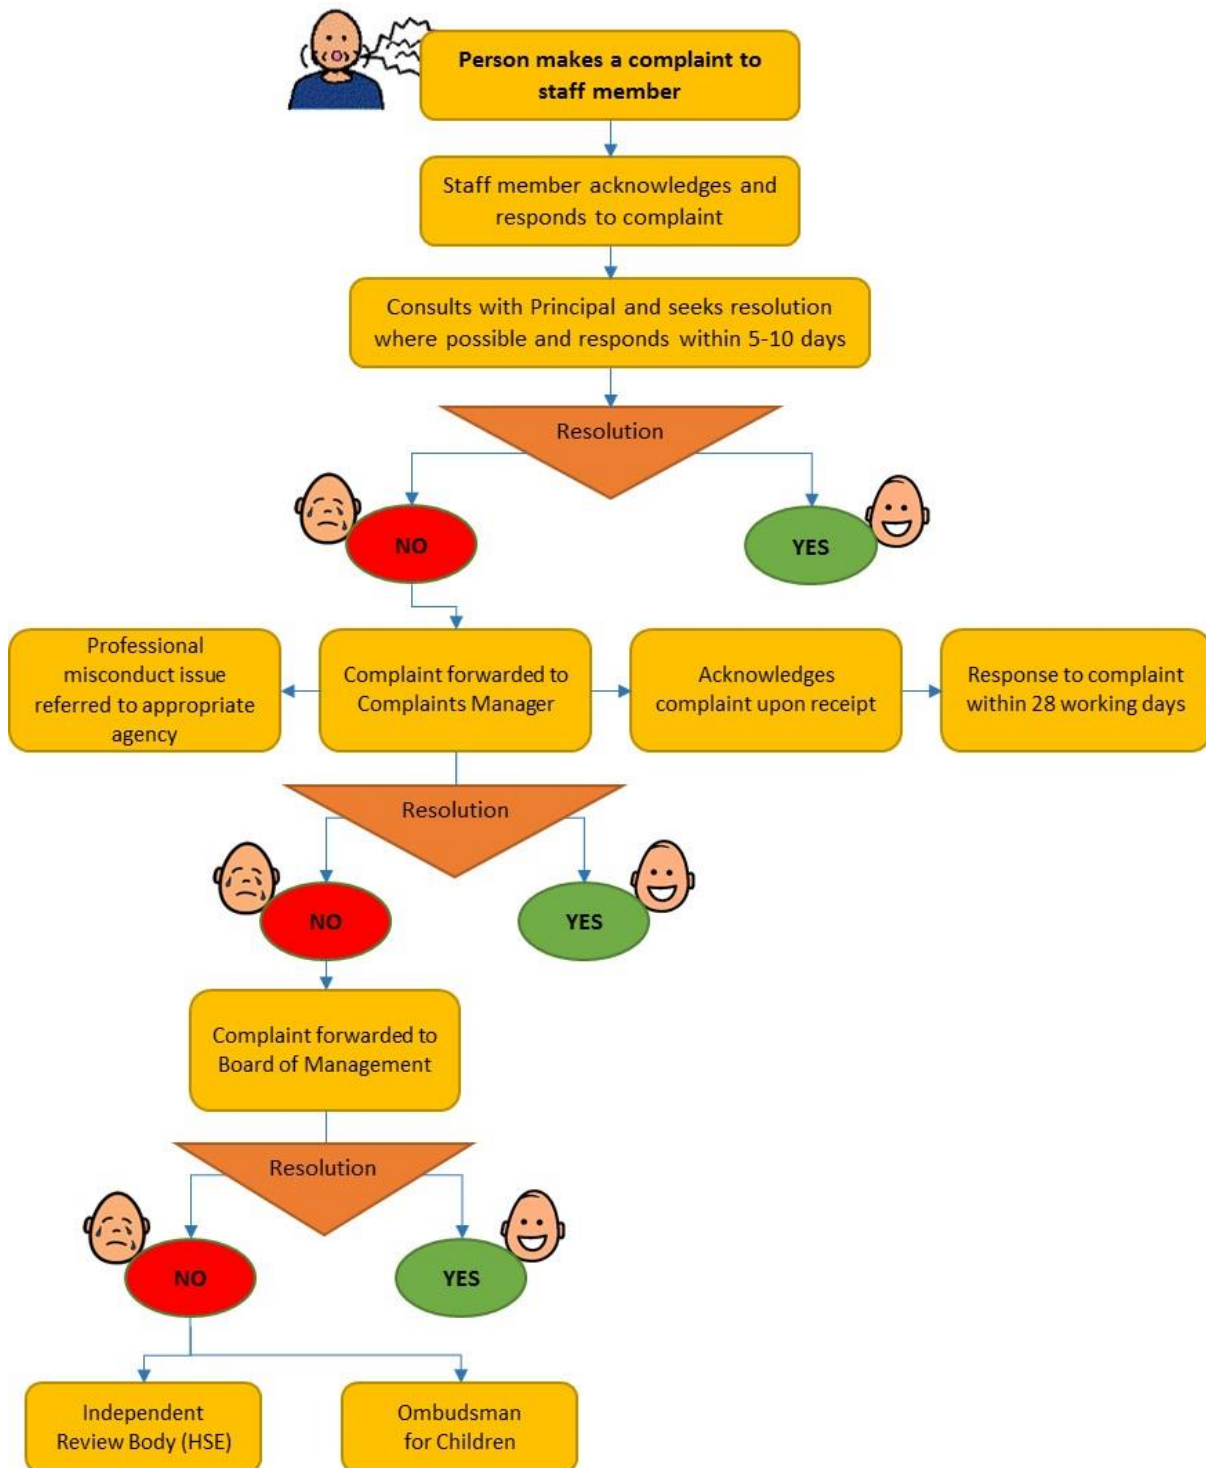 Person makes a complaint to
staff member
Staff member acknowledges and
responds to complaint
Consults with Principal and seeks resolution
where possible and responds within 5-10 days
Resolution
NO
YES
Professional
misconduct issue
referred to appropriate
agency
Complaint forwarded to
Complaints Manager
Acknowledges
complaint upon receipt
Response to complaint
within 28 working days
Resolution
NO
YES
Complaint forwarded to
Board of Management
Resolution
NO
YES
Independent
Review Body (HSE)
Ombudsman
for Children